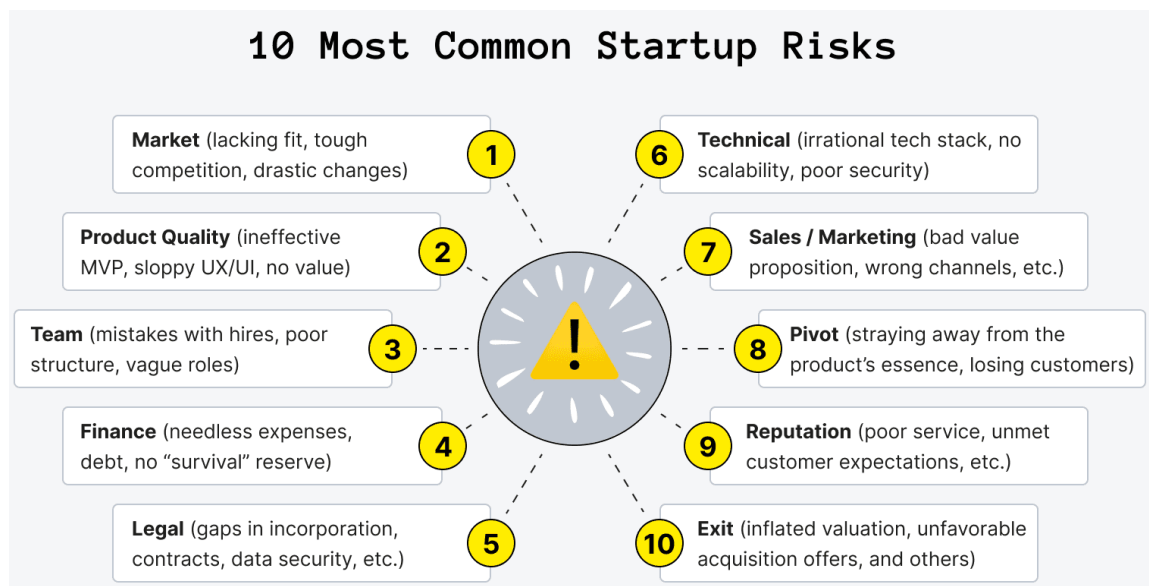 10 Most Common Startup Risks
Market (lacking fit, tough
competition, drastic changes)
1
Product Quality (ineffective
MVP, sloppy UX/UI, no value)
2
Team (mistakes with hires, poor
structure, vague roles)
3
Finance (needless expenses,
debt, no “survival” reserve)
4
Legal (gaps in incorporation,
contracts, data security, etc.)
5
6
Technical (irrational tech stack, no
scalability, poor security)
7
Sales / Marketing (bad value
proposition, wrong channels, etc.)
8
Pivot (straying away from the
product’s essence, losing customers)
9
Reputation (poor service, unmet
customer expectations, etc.)
10
Exit (inflated valuation, unfavorable
acquisition offers, and others)
!